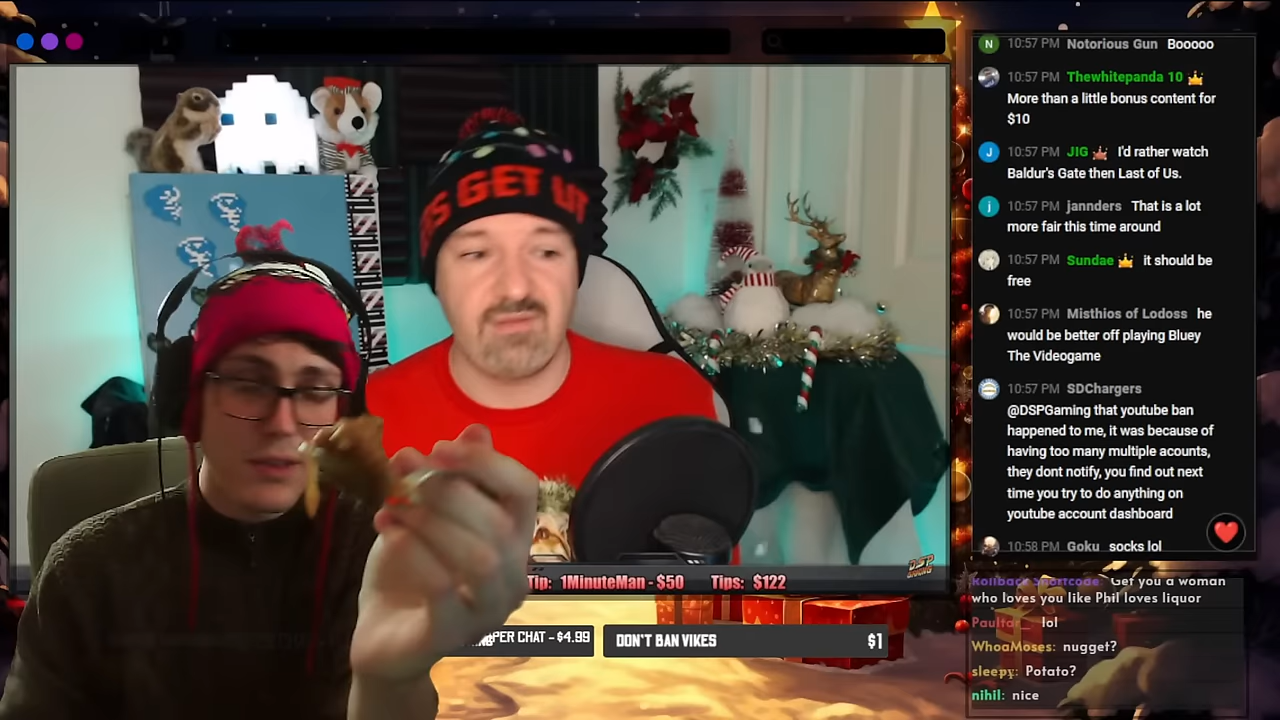 N 10:57 PM Notorious Gun Booooo
10:57 PM Thewhitepanda 10
More than a little bonus content for
$10
J 10:57 PM JIG I'd rather watch
Baldur's Gate then Last of Us.
j 10:57 PM jannders That is a lot
more fair this time around
10:57 PM Sundae it should be
free
10:57 PM Misthios of Lodoss he
would be better off playing Bluey
The Videogame
10:57 PM SDChargers
@DSPGaming that youtube ban
happened to me, it was because of
having too many multiple acounts,
they dont notify, you find out next
time you try to do anything on
youtube account dashboard
10:58 PM Goku socks lol
S GET UP
DSP
GAMING
Tip: 1MinuteMan - $50 Tips: $122
PER CHAT - $4.99
DON'T BAN VIKES $1
Rollback Shortcode: Get you a woman
who loves you like Phil loves liquor
Paultar lol
WhoaMoses: nugget?
sleepy: Potato?
nihil: nice